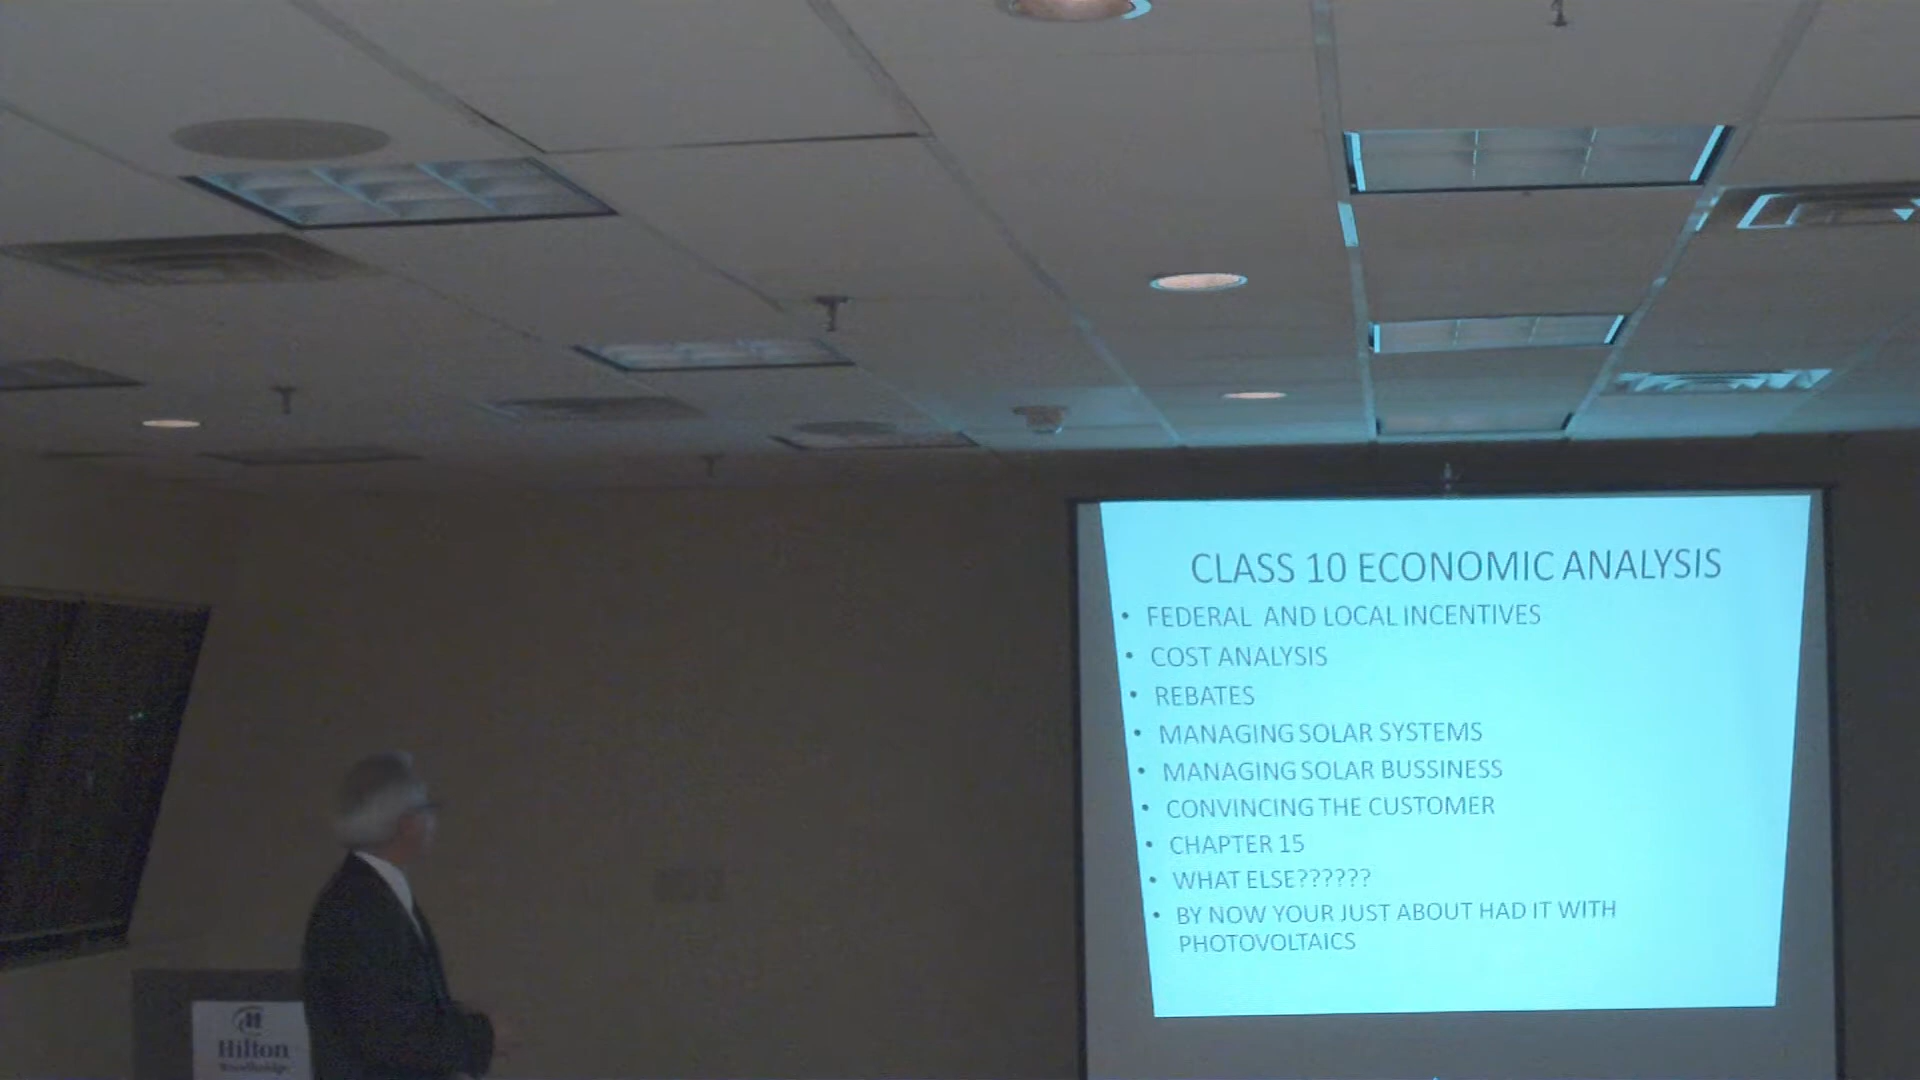 CLASS 10 ECONOMIC ANALYSIS
• FEDERAL AND LOCAL INCENTIVES
• COST ANALYSIS
• REBATES
• MANAGING SOLAR SYSTEMS
• MANAGING SOLAR BUSSINESS
• CONVINCING THE CUSTOMER
• CHAPTER 15
• WHAT ELSE??????
• BY NOW YOUR JUST ABOUT HAD IT WITH
PHOTOVOLTAICS
H
Hilton
Woodbridge